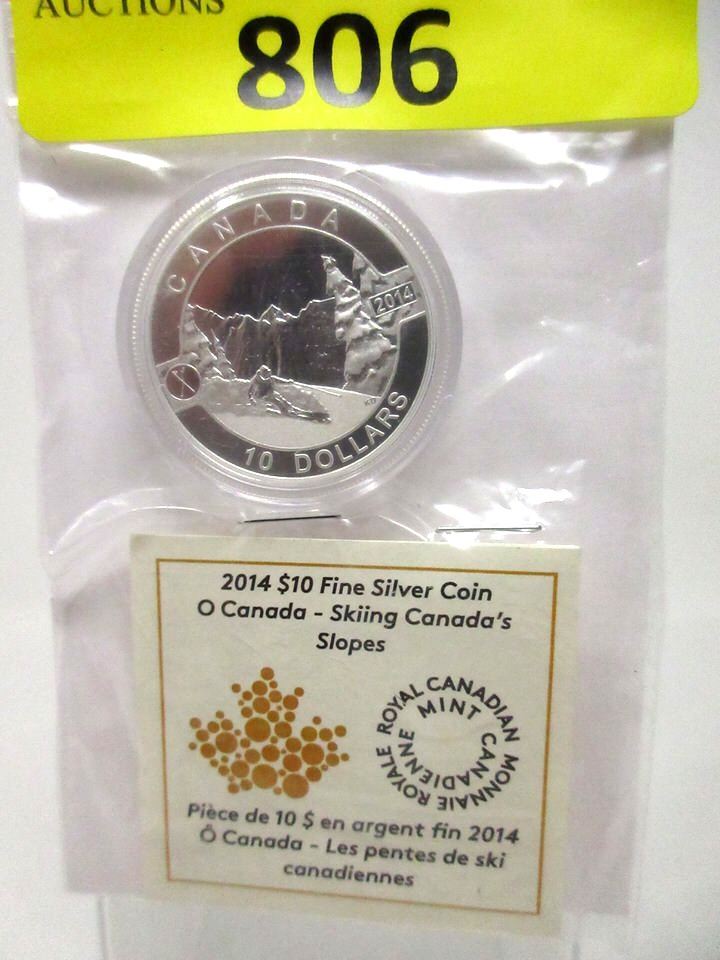 AUCTIONS
806
CANADA
2014
KD
10 DOLLARS
2014 $10 Fine Silver Coin
O Canada - Skiing Canada's
Slopes
ROYAL CANADIAN
MINT
MONNAIE ROYALE
CANADIENNE
Pièce de 10 $ en argent fin 2014
Ô Canada - Les pentes de ski
canadiennes